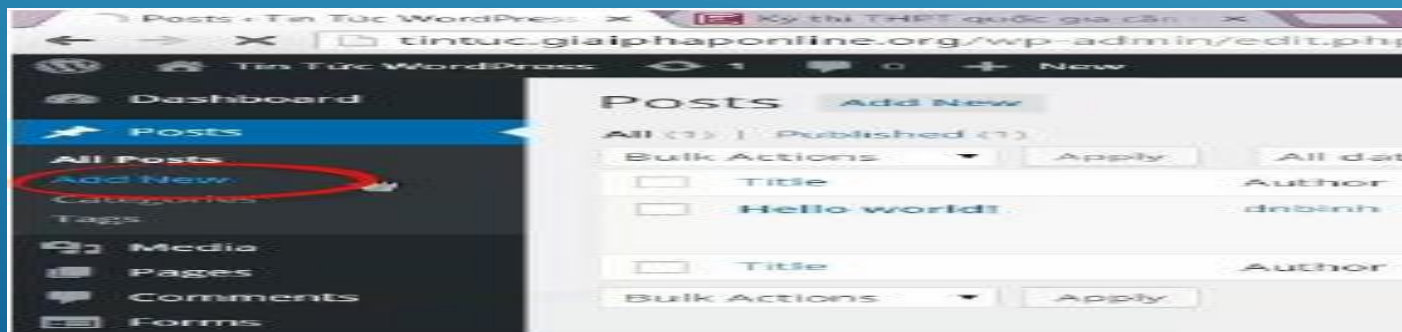 Posts ‹ Tin Tức WordPress × Kỳ thi THPT quốc gia cần ×
tintuc.giaiphaponline.org/wp-admin/edit.php
Tin Tức WordPress 1 0 + New
Dashboard
Posts
All Posts
Add New
Categories
Tags
Media
Pages
Comments
Forms
Posts Add New
All (1) | Published (1)
Bulk Actions Apply All dat
Title Author
Hello world! dnbinh
Title Author
Bulk Actions Apply